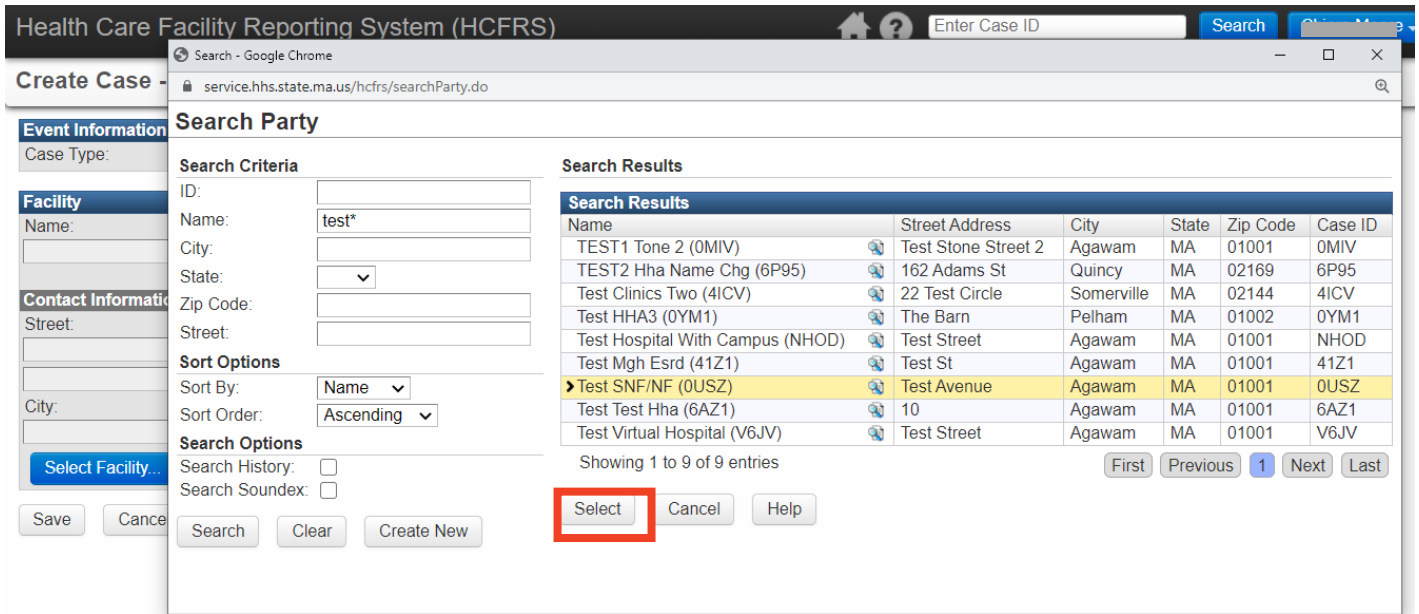 Health Care Facility Reporting System (HCFRS)
Enter Case ID
Search
Search - Google Chrome
Create Case -
service.hhs.state.ma.us/hcfrs/searchParty.do
Event Information
Case Type:
Facility
Name:
Contact Informatic
Street:
City:
Select Facility...
Save
Cance
Search Party
Search Criteria
ID:
Name: test*
City:
State:
Zip Code:
Street:
Sort Options
Sort By: Name
Sort Order: Ascending
Search Options
Search History:
Search Soundex:
Search Clear Create New
Search Results
Search Results
Name Street Address City State Zip Code Case ID
TEST1 Tone 2 (0MIV) Test Stone Street 2 Agawam MA 01001 0MIV
TEST2 Hha Name Chg (6P95) 162 Adams St Quincy MA 02169 6P95
Test Clinics Two (4ICV) 22 Test Circle Somerville MA 02144 4ICV
Test HHA3 (0YM1) The Barn Pelham MA 01002 0YM1
Test Hospital With Campus (NHOD) Test Street Agawam MA 01001 NHOD
Test Mgh Esrd (41Z1) Test St Agawam MA 01001 41Z1
Test SNF/NF (0USZ) Test Avenue Agawam MA 01001 0USZ
Test Test Hha (6AZ1) 10 Agawam MA 01001 6AZ1
Test Virtual Hospital (V6JV) Test Street Agawam MA 01001 V6JV
Showing 1 to 9 of 9 entries
First Previous 1 Next Last
Select Cancel Help